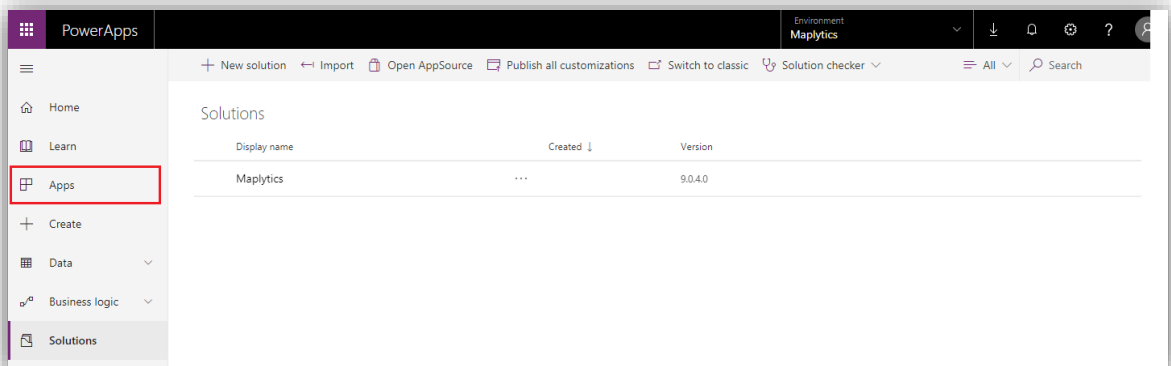 PowerApps
Environment
Maplytics
?
New solution Import Open AppSource Publish all customizations Switch to classic Solution checker All Search
Home
Learn
Apps
Create
Data
Business logic
Solutions
Solutions
Display name Created ↓ Version
Maplytics ... 9.0.4.0